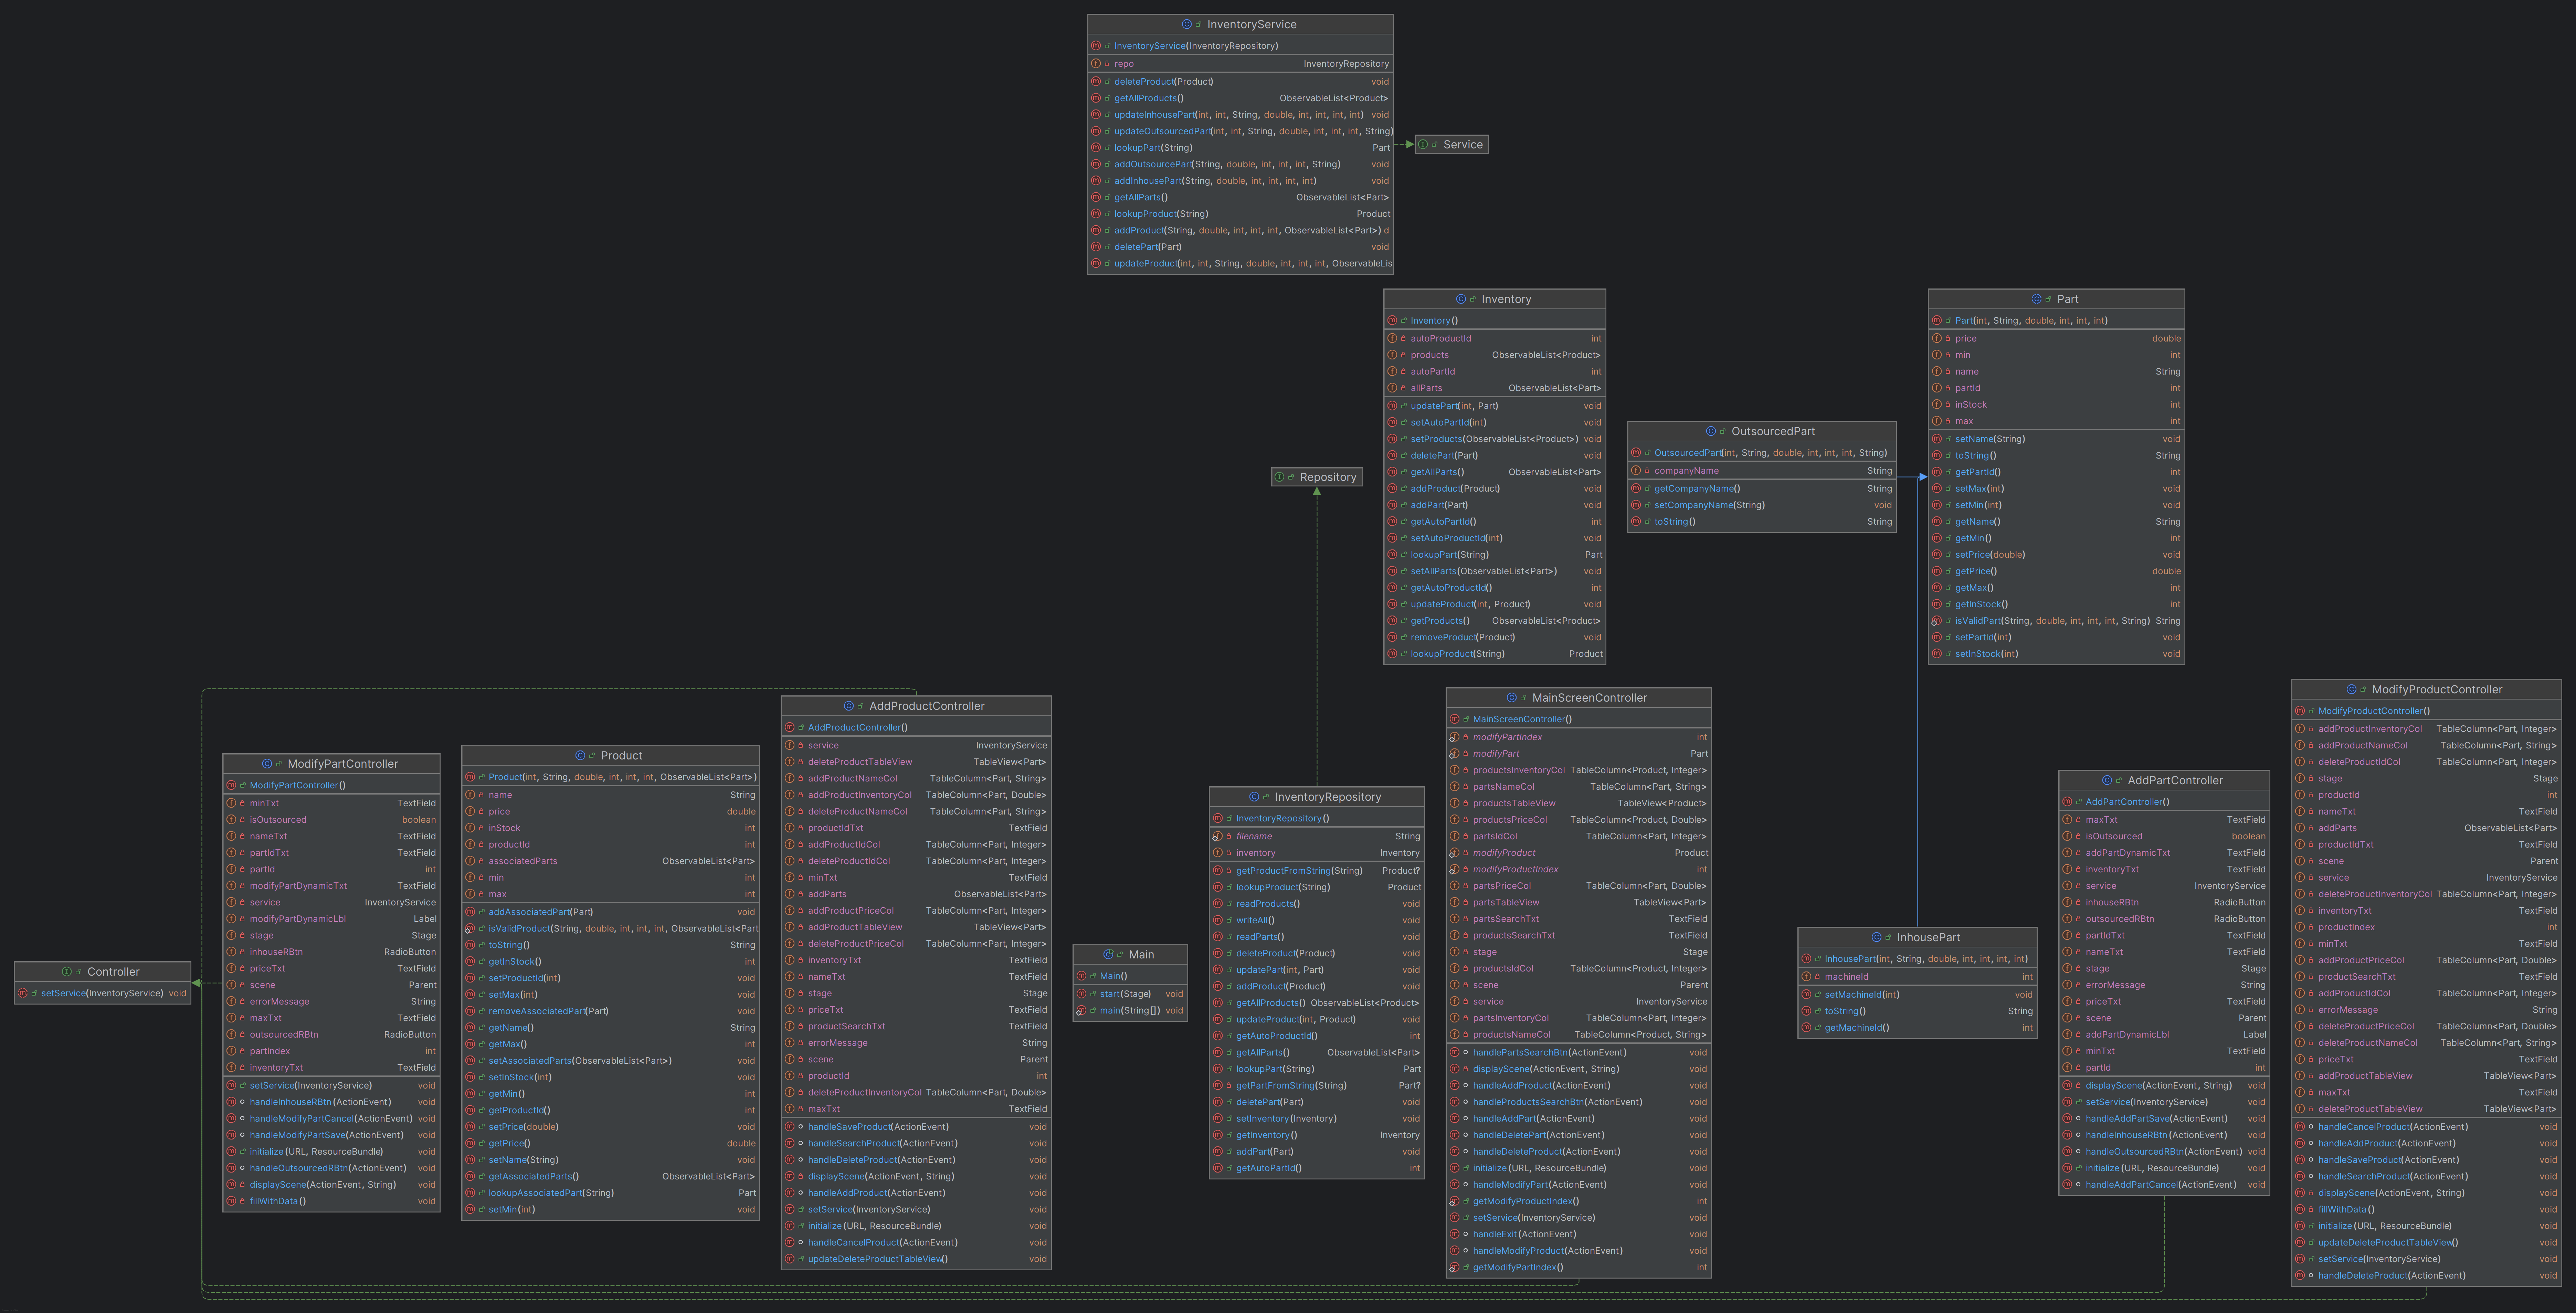 InventoryService
InventoryService(InventoryRepository)
repo InventoryRepository
deleteProduct(Product) void
getAllProducts() ObservableList<Product>
updateInhousePart(int, int, String, double, int, int, int, int) void
updateOutsourcedPart(int, int, String, double, int, int, int, String)
lookupPart(String) Part
addOutsourcePart(String, double, int, int, int, String) void
addInhousePart(String, double, int, int, int, int) void
getAllParts() ObservableList<Part>
lookupProduct(String) Product
addProduct(String, double, int, int, int, ObservableList<Part>) d
deletePart(Part) void
updateProduct(int, int, String, double, int, int, int, ObservableLis
Service
Inventory
Inventory()
autoProductId int
products ObservableList<Product>
autoPartId int
allParts ObservableList<Part>
updatePart(int, Part) void
setAutoPartId(int) void
setProducts(ObservableList<Product>) void
deletePart(Part) void
getAllParts() ObservableList<Part>
addProduct(Product) void
addPart(Part) void
getAutoPartId() int
setAutoProductId(int) void
lookupPart(String) Part
setAllParts(ObservableList<Part>) void
getAutoProductId() int
updateProduct(int, Product) void
getProducts() ObservableList<Product>
removeProduct(Product) void
lookupProduct(String) Product
Part
Part(int, String, double, int, int, int)
price double
min int
name String
partId int
inStock int
max int
setName(String) void
toString() String
getPartId() int
setMax(int) void
setMin(int) void
getName() String
getMin() int
setPrice(double) void
getPrice() double
getMax() int
getInStock() int
isValidPart(String, double, int, int, int, String) String
setPartId(int) void
setInStock(int) void
OutsourcedPart
OutsourcedPart(int, String, double, int, int, int, String)
companyName String
getCompanyName() String
setCompanyName(String) void
toString() String
Repository
Controller
setService(InventoryService) void
ModifyPartController
ModifyPartController()
minTxt TextField
isOutsourced boolean
nameTxt TextField
partIdTxt TextField
partId int
modifyPartDynamicTxt TextField
service InventoryService
modifyPartDynamicLbl Label
stage Stage
inhouseRBtn RadioButton
priceTxt TextField
scene Parent
errorMessage String
maxTxt TextField
outsourcedRBtn RadioButton
partIndex int
inventoryTxt TextField
setService(InventoryService) void
handleInhouseRBtn(ActionEvent) void
handleModifyPartCancel(ActionEvent) void
handleModifyPartSave(ActionEvent) void
initialize(URL, ResourceBundle) void
handleOutsourcedRBtn(ActionEvent) void
displayScene(ActionEvent, String) void
fillWithData() void
Product
Product(int, String, double, int, int, int, ObservableList<Part>)
name String
price double
inStock int
productId int
associatedParts ObservableList<Part>
min int
max int
addAssociatedPart(Part) void
isValidProduct(String, double, int, int, int, ObservableList<Part
toString() String
getInStock() int
setProductId(int) void
setMax(int) void
removeAssociatedPart(Part) void
getName() String
getMax() int
setAssociatedParts(ObservableList<Part>) void
setInStock(int) void
getMin() int
getProductId() int
setPrice(double) void
getPrice() double
setName(String) void
getAssociatedParts() ObservableList<Part>
lookupAssociatedPart(String) Part
setMin(int) void
AddProductController
AddProductController()
service InventoryService
deleteProductTableView TableView<Part>
addProductNameCol TableColumn<Part, String>
addProductInventoryCol TableColumn<Part, Double>
deleteProductNameCol TableColumn<Part, String>
productIdTxt TextField
addProductIdCol TableColumn<Part, Integer>
deleteProductIdCol TableColumn<Part, Integer>
minTxt TextField
addParts ObservableList<Part>
addProductPriceCol TableColumn<Part, Integer>
addProductTableView TableView<Part>
deleteProductPriceCol TableColumn<Part, Integer>
inventoryTxt TextField
nameTxt TextField
stage Stage
priceTxt TextField
productSearchTxt TextField
errorMessage String
scene Parent
productId int
deleteProductInventoryCol TableColumn<Part, Double>
maxTxt TextField
handleSaveProduct(ActionEvent) void
handleSearchProduct(ActionEvent) void
handleDeleteProduct(ActionEvent) void
displayScene(ActionEvent, String) void
handleAddProduct(ActionEvent) void
setService(InventoryService) void
initialize(URL, ResourceBundle) void
handleCancelProduct(ActionEvent) void
updateDeleteProductTableView() void
Main
Main()
start(Stage) void
main(String[]) void
InventoryRepository
InventoryRepository()
filename String
inventory Inventory
getProductFromString(String) Product?
lookupProduct(String) Product
readProducts() void
writeAll() void
readParts() void
deleteProduct(Product) void
updatePart(int, Part) void
addProduct(Product) void
getAllProducts() ObservableList<Product>
updateProduct(int, Product) void
getAutoProductId() int
getAllParts() ObservableList<Part>
lookupPart(String) Part
getPartFromString(String) Part?
deletePart(Part) void
setInventory(Inventory) void
getInventory() Inventory
addPart(Part) void
getAutoPartId() int
MainScreenController
MainScreenController()
modifyPartIndex int
modifyPart Part
productsInventoryCol TableColumn<Product, Integer>
partsNameCol TableColumn<Part, String>
productsTableView TableView<Product>
productsPriceCol TableColumn<Product, Double>
partsIdCol TableColumn<Part, Integer>
modifyProduct Product
modifyProductIndex int
partsPriceCol TableColumn<Part, Double>
partsTableView TableView<Part>
partsSearchTxt TextField
productsSearchTxt TextField
stage Stage
productsIdCol TableColumn<Product, Integer>
scene Parent
service InventoryService
partsInventoryCol TableColumn<Part, Integer>
productsNameCol TableColumn<Product, String>
handlePartsSearchBtn(ActionEvent) void
displayScene(ActionEvent, String) void
handleAddProduct(ActionEvent) void
handleProductsSearchBtn(ActionEvent) void
handleAddPart(ActionEvent) void
handleDeletePart(ActionEvent) void
handleDeleteProduct(ActionEvent) void
initialize(URL, ResourceBundle) void
handleModifyPart(ActionEvent) void
getModifyProductIndex() int
setService(InventoryService) void
handleExit(ActionEvent) void
handleModifyProduct(ActionEvent) void
getModifyPartIndex() int
InhousePart
InhousePart(int, String, double, int, int, int, int)
machineId int
setMachineId(int) void
toString() String
getMachineId() int
AddPartController
AddPartController()
maxTxt TextField
isOutsourced boolean
addPartDynamicTxt TextField
inventoryTxt TextField
service InventoryService
inhouseRBtn RadioButton
outsourcedRBtn RadioButton
partIdTxt TextField
nameTxt TextField
stage Stage
errorMessage String
priceTxt TextField
scene Parent
addPartDynamicLbl Label
minTxt TextField
partId int
displayScene(ActionEvent, String) void
setService(InventoryService) void
handleAddPartSave(ActionEvent) void
handleInhouseRBtn(ActionEvent) void
handleOutsourcedRBtn(ActionEvent) void
initialize(URL, ResourceBundle) void
handleAddPartCancel(ActionEvent) void
ModifyProductController
ModifyProductController()
addProductInventoryCol TableColumn<Part, Integer>
addProductNameCol TableColumn<Part, String>
deleteProductIdCol TableColumn<Part, Integer>
stage Stage
productId int
nameTxt TextField
addParts ObservableList<Part>
productIdTxt TextField
scene Parent
service InventoryService
deleteProductInventoryCol TableColumn<Part, Integer>
inventoryTxt TextField
productIndex int
minTxt TextField
addProductPriceCol TableColumn<Part, Double>
productSearchTxt TextField
addProductIdCol TableColumn<Part, Integer>
errorMessage String
deleteProductPriceCol TableColumn<Part, Double>
deleteProductNameCol TableColumn<Part, String>
priceTxt TextField
addProductTableView TableView<Part>
maxTxt TextField
deleteProductTableView TableView<Part>
handleCancelProduct(ActionEvent) void
handleAddProduct(ActionEvent) void
handleSaveProduct(ActionEvent) void
handleSearchProduct(ActionEvent) void
displayScene(ActionEvent, String) void
fillWithData() void
initialize(URL, ResourceBundle) void
updateDeleteProductTableView() void
setService(InventoryService) void
handleDeleteProduct(ActionEvent) void